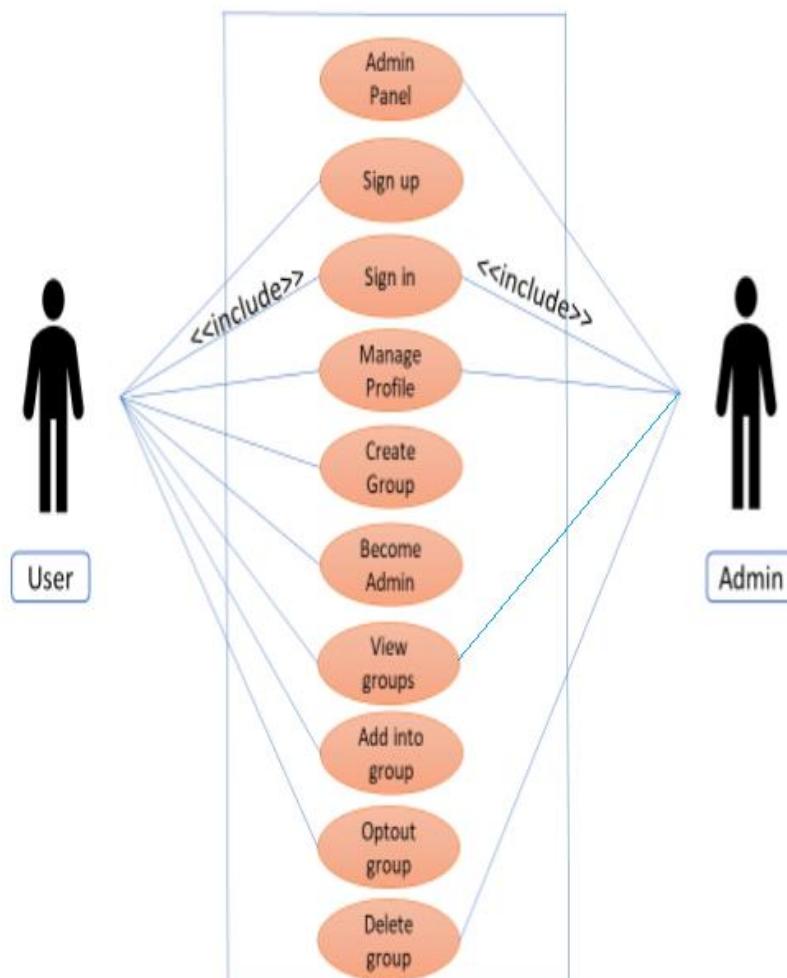 Admin
Panel
Sign up
<<include>>
Sign in
<<include>>
Manage
Profile
Create
Group
User
Become
Admin
Admin
View
groups
Add into
group
Optout
group
Delete
group